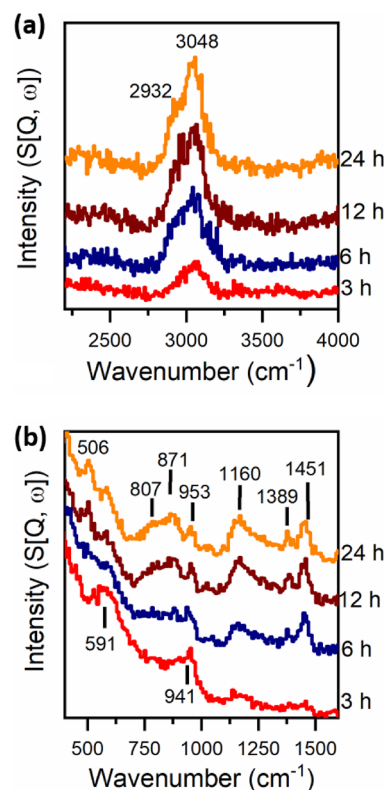 (a)
3048
2932
24 h
12 h
6 h
3 h
Intensity (S[Q, ω])
2500 3000 3500 4000
Wavenumber (cm⁻¹)
(b)
506
807
871
953
1160
1389
1451
24 h
12 h
6 h
591
941
3 h
Intensity (S[Q, ω])
500 750 1000 1250 1500
Wavenumber (cm⁻¹)